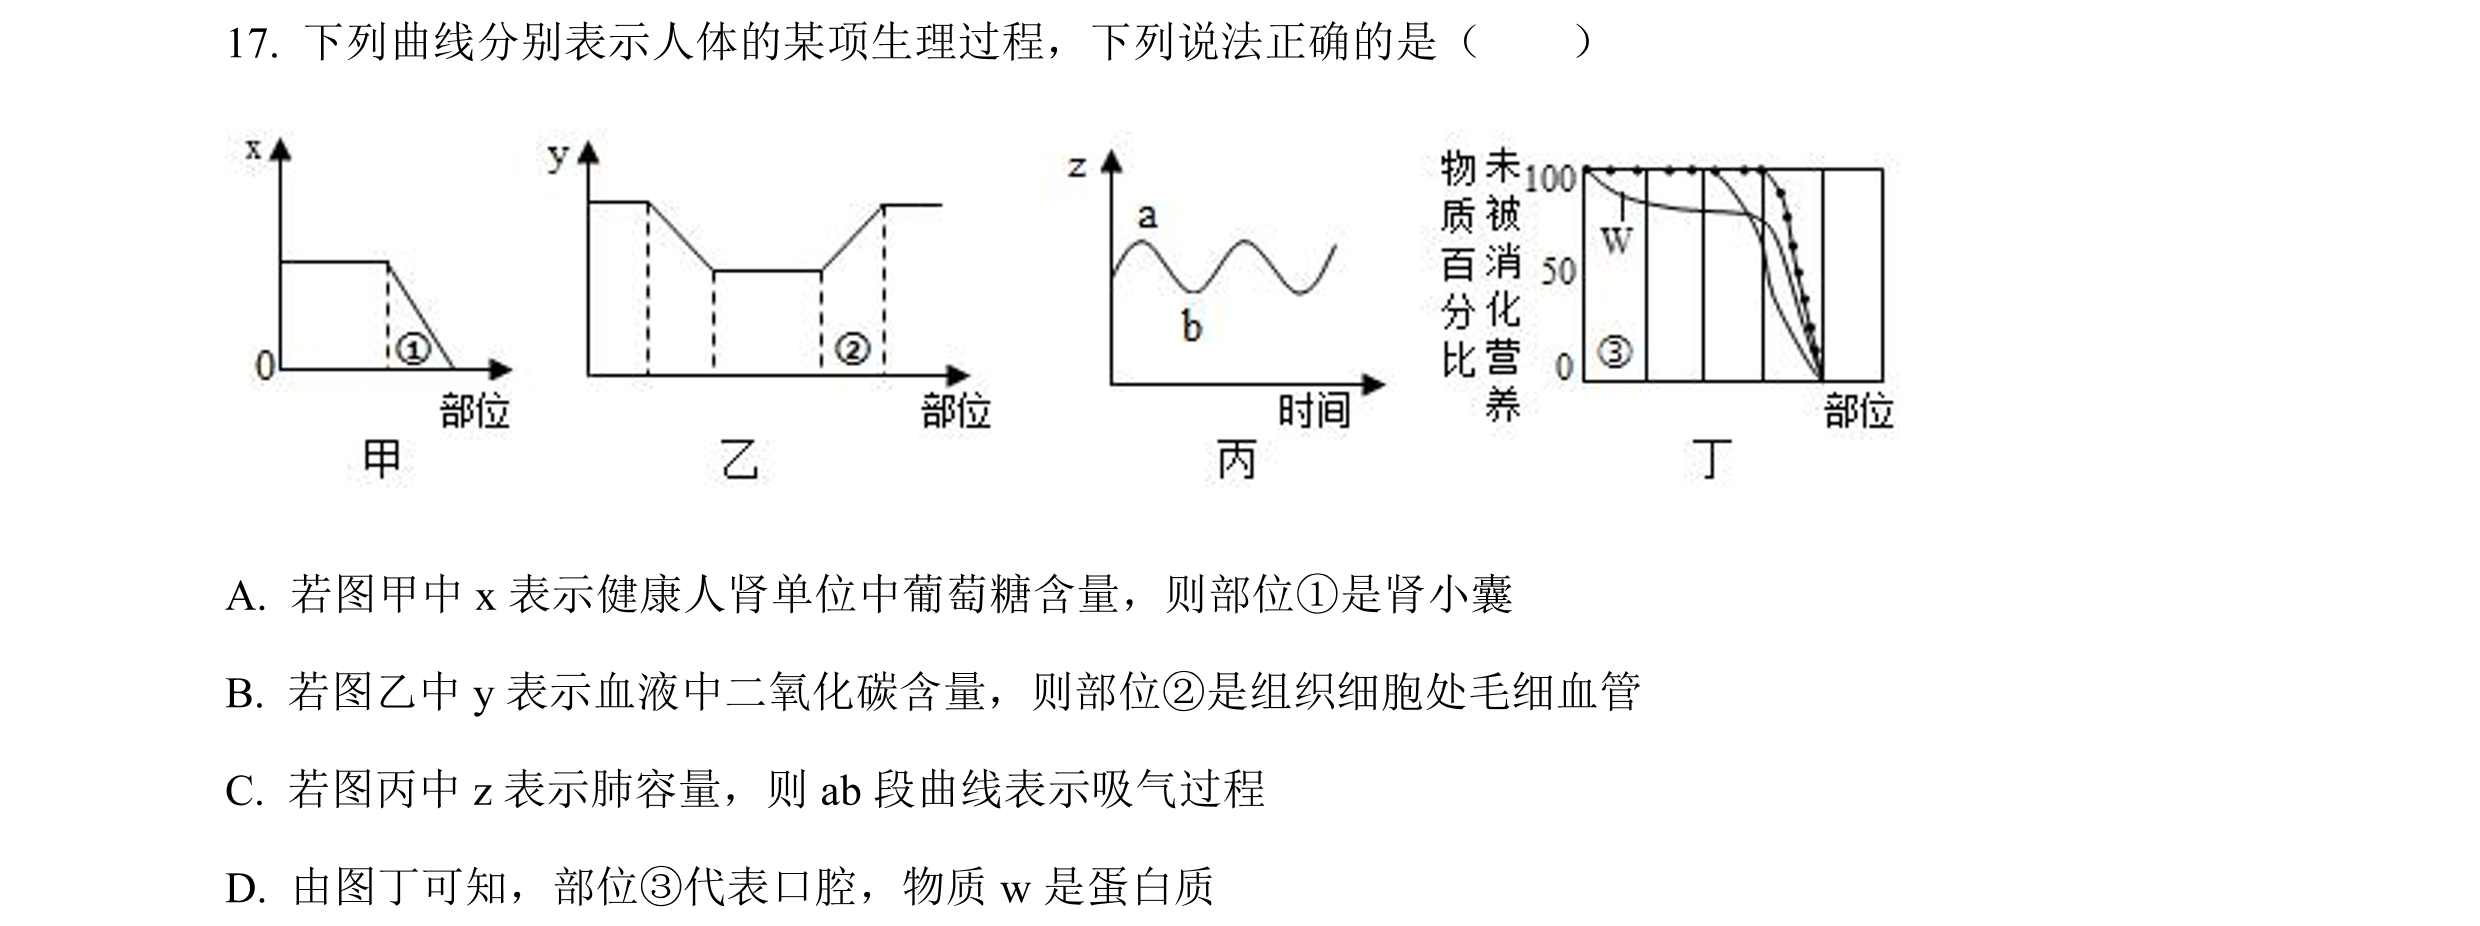 17. 下列曲线分别表示人体的某项生理过程，下列说法正确的是（　　）
x
0
①
部位
甲
y
②
部位
乙
z
a
b
时间
丙
未被消化营养
物质百分比
100
50
0
W
③
部位
丁
A. 若图甲中 x 表示健康人肾单位中葡萄糖含量，则部位①是肾小囊
B. 若图乙中 y 表示血液中二氧化碳含量，则部位②是组织细胞处毛细血管
C. 若图丙中 z 表示肺容量，则 ab 段曲线表示吸气过程
D. 由图丁可知，部位③代表口腔，物质 w 是蛋白质